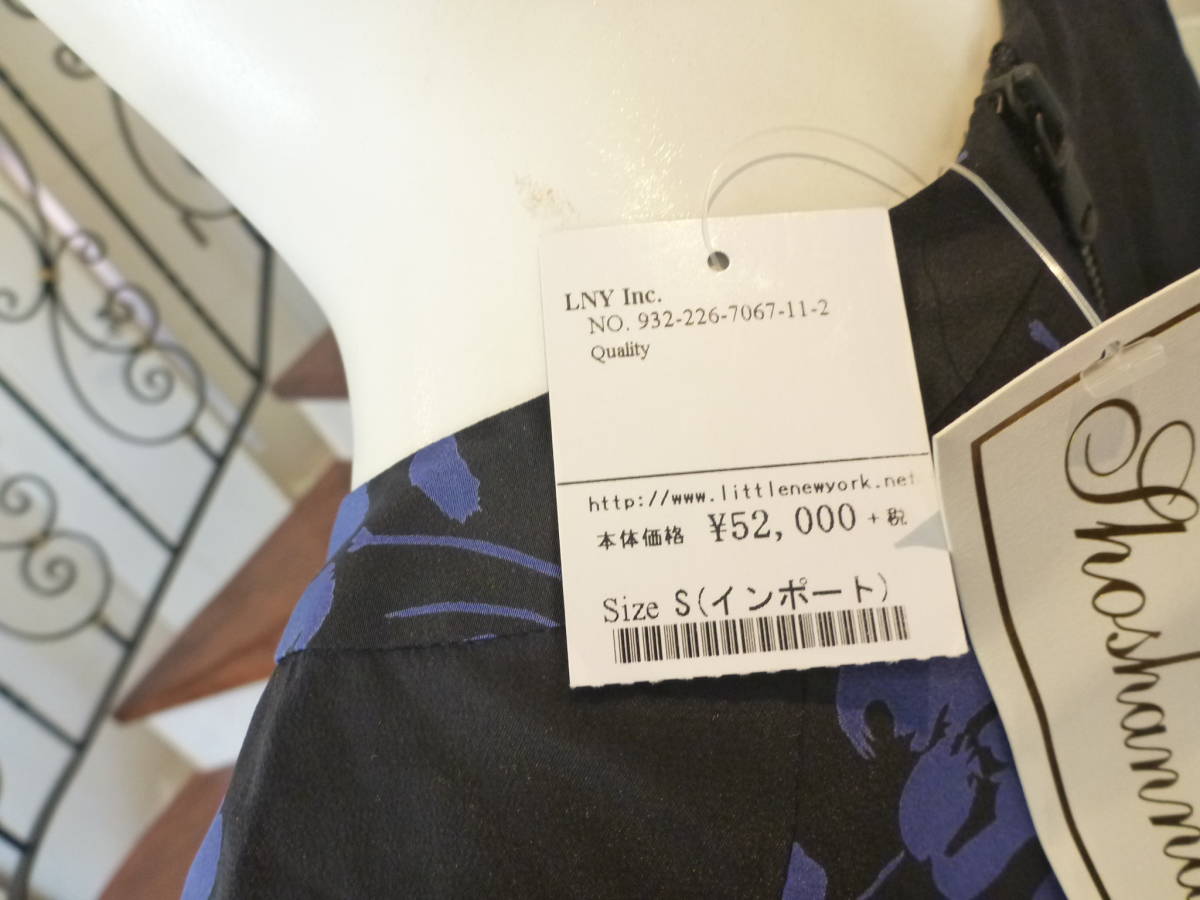 LNY Inc.
NO. 932-226-7067-11-2
Quality
http://www.littlenewyork.net
本体価格 ¥52,000 +税
Size S(インポート)
Shoshanna